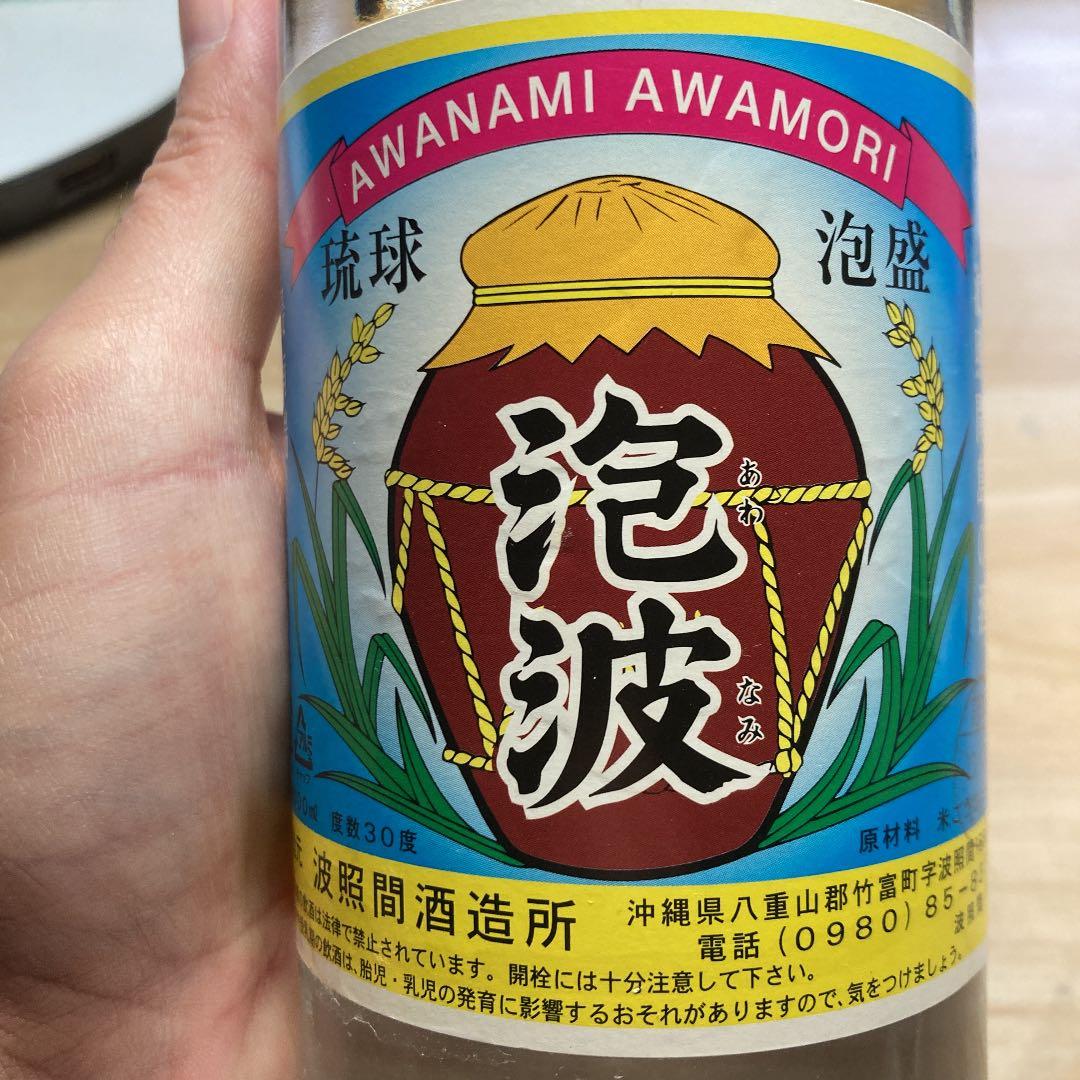 AWANAMI AWAMORI
琉球 泡盛
泡波
あわ
なみ
度数30度
原材料 米こ
波照間酒造所
沖縄県八重山郡竹富町字波照間
電話(0980)85-8
飲酒は法律で禁止されています。開栓には十分注意して下さい。
の飲酒は、胎児・乳児の発育に影響するおそれがありますので、気をつけましょう。